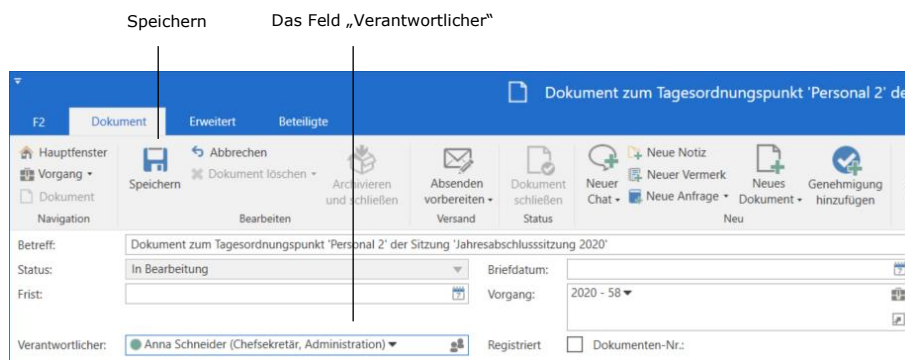 Speichern Das Feld „Verantwortlicher“
Dokument zum Tagesordnungspunkt 'Personal 2' de
F2 Dokument Erweitert Beteiligte
Hauptfenster
Vorgang
Dokument
Navigation
Speichern
Abbrechen
Dokument löschen
Archivieren
und schließen
Bearbeiten
Absenden
vorbereiten
Versand
Dokument
schließen
Status
Neuer
Chat
Neue Notiz
Neuer Vermerk
Neue Anfrage
Neues
Dokument
Genehmigung
hinzufügen
Neu
Betreff: Dokument zum Tagesordnungspunkt 'Personal 2' der Sitzung 'Jahresabschlusssitzung 2020'
Status: In Bearbeitung Briefdatum:
Frist: Vorgang: 2020 - 58
Verantwortlicher: Anna Schneider (Chefsekretär, Administration) Registriert Dokumenten-Nr.: